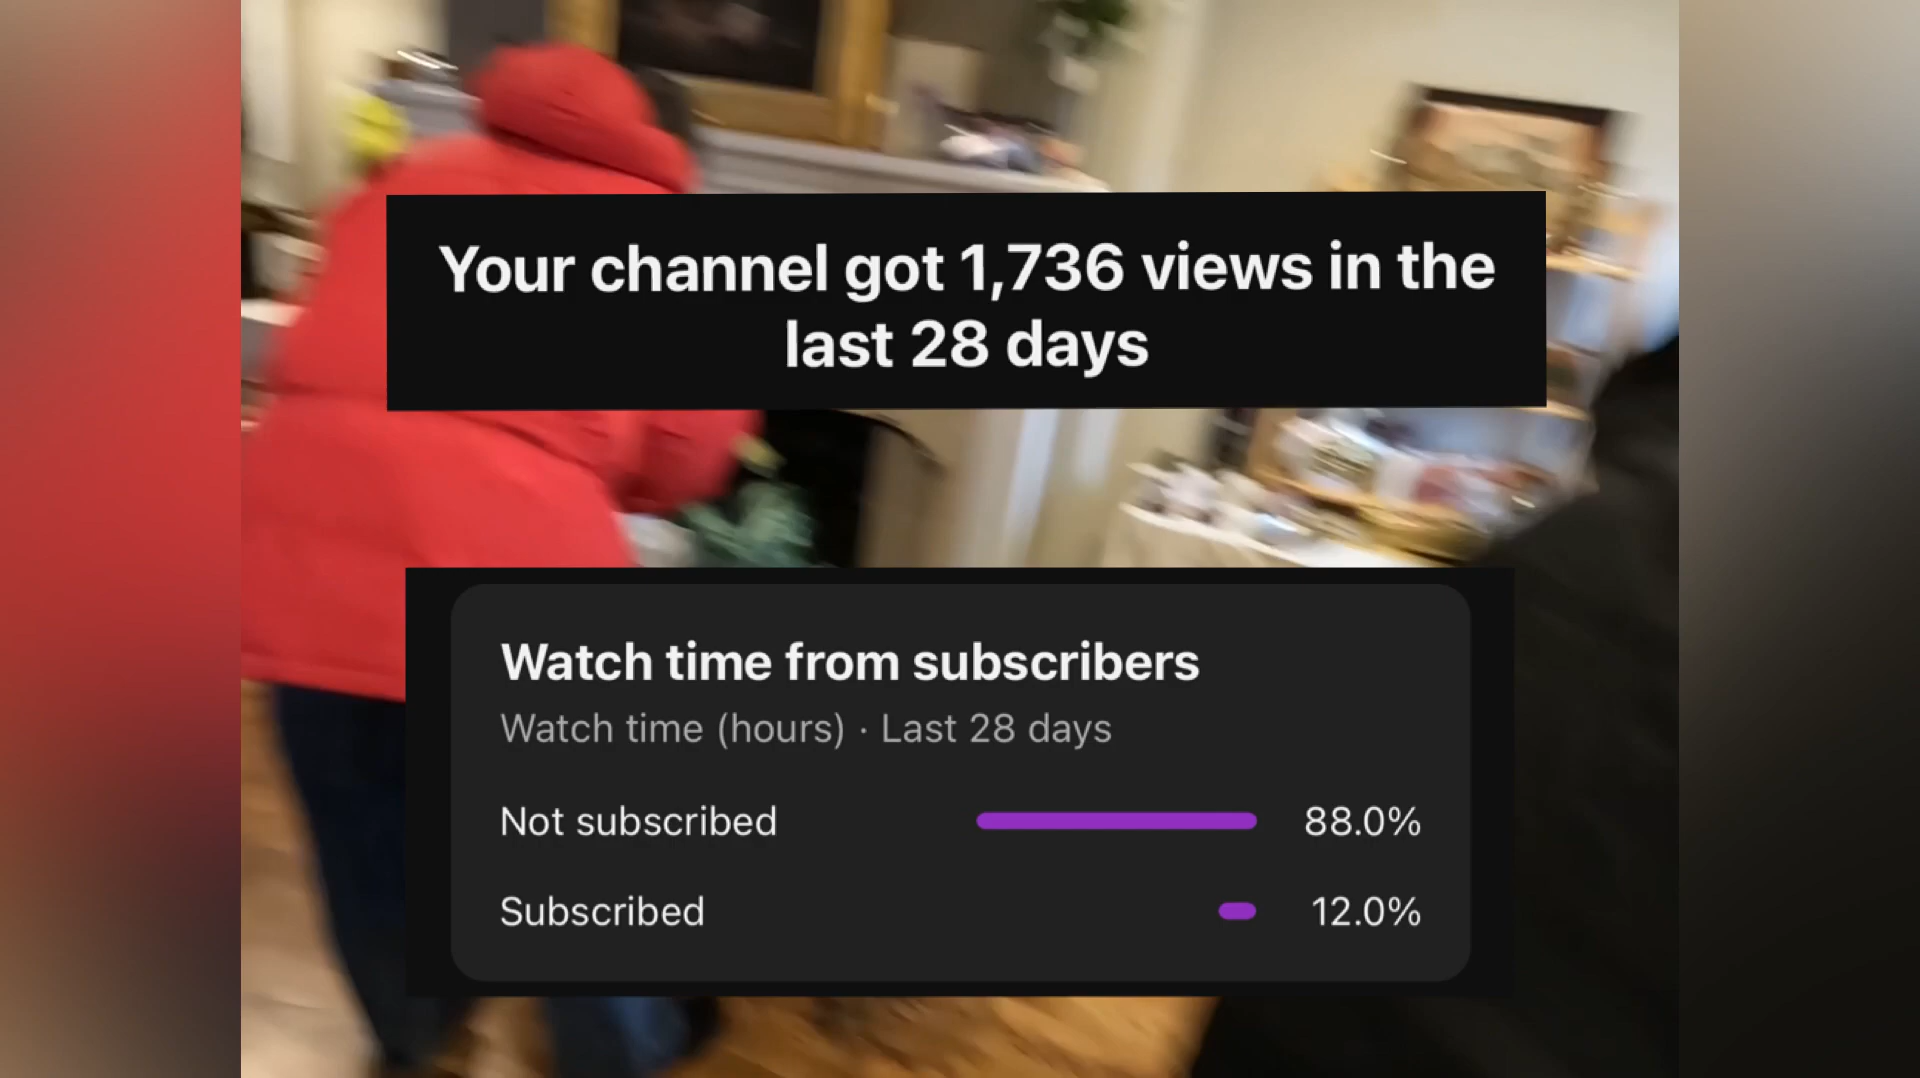 Your channel got 1,736 views in the
last 28 days
Watch time from subscribers
Watch time (hours) · Last 28 days
Not subscribed 88.0%
Subscribed 12.0%